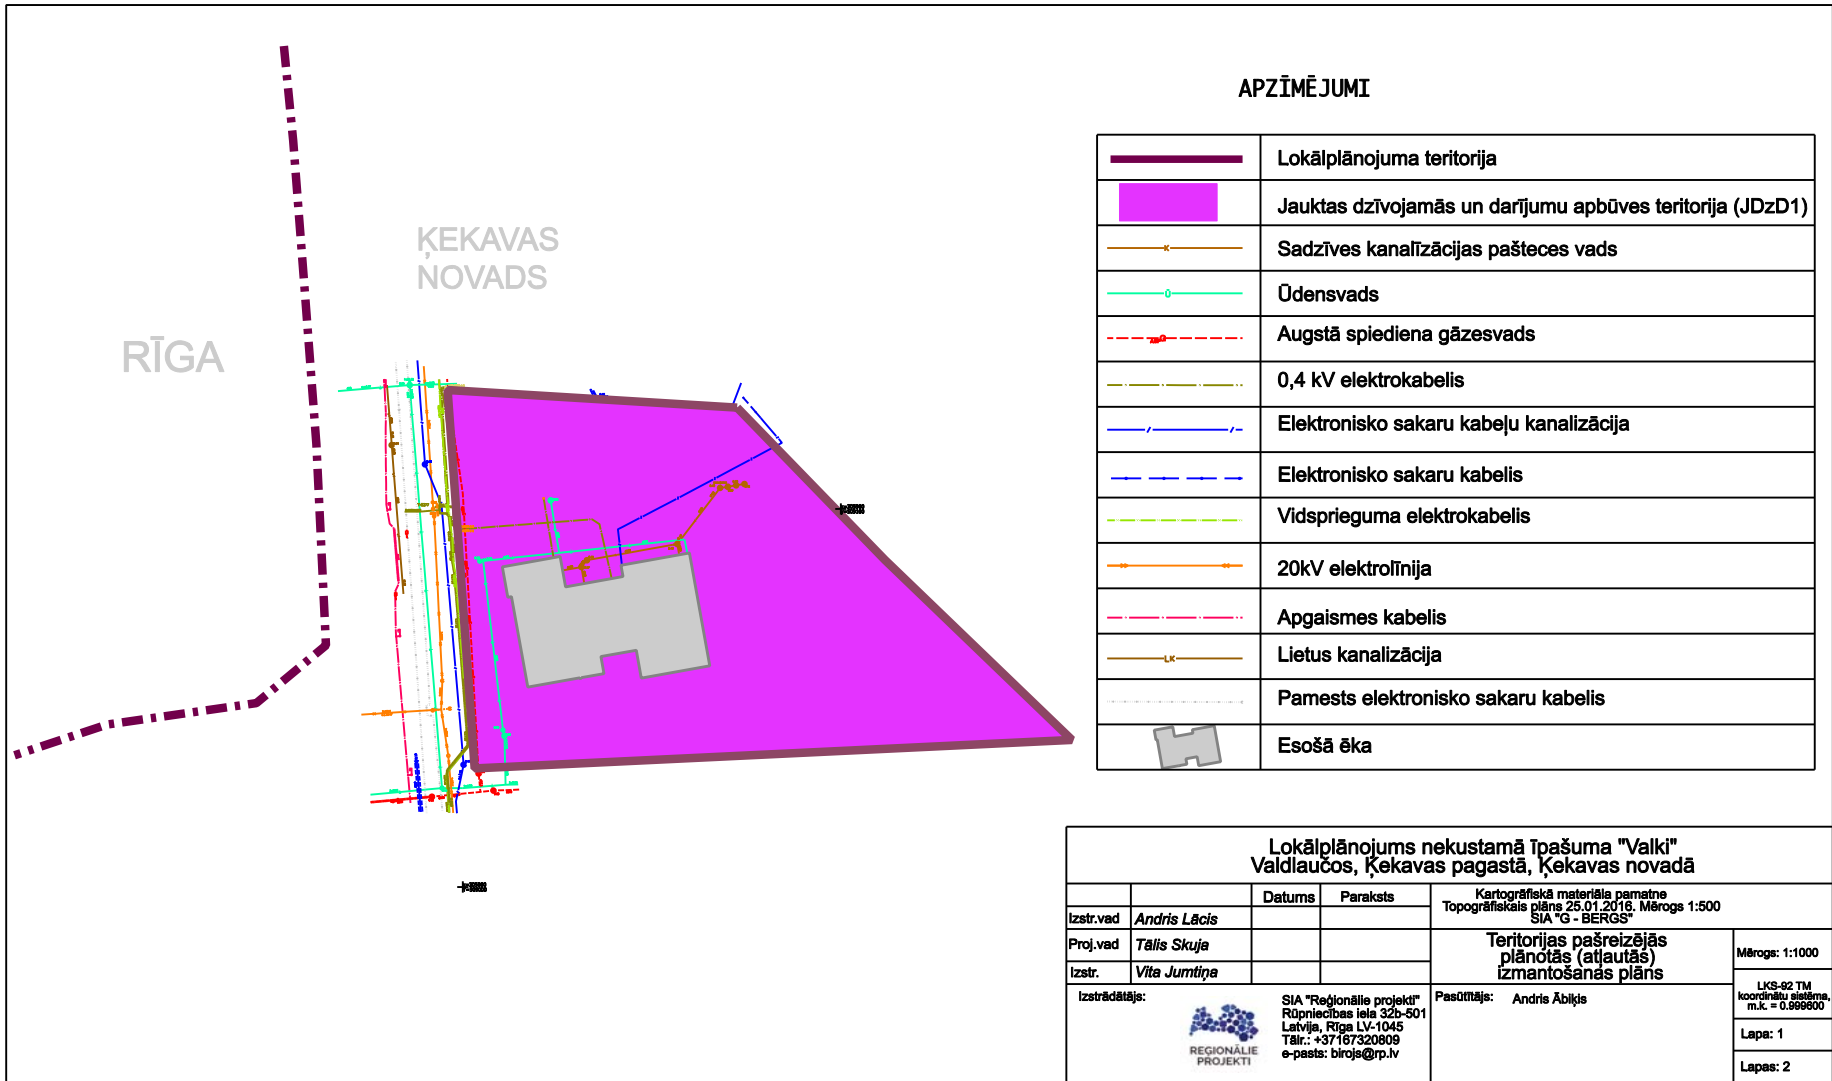 APZĪMĒJUMI
ĶEKAVAS
NOVADS
RĪGA
Lokālplānojuma teritorija
Jauktas dzīvojamās un darījumu apbūves teritorija (JDzD1)
Sadzīves kanalīzācijas pašteces vads
Ūdensvads
Augstā spiediena gāzesvads
0,4 kV elektrokabelis
Elektronisko sakaru kabeļu kanalizācija
Elektronisko sakaru kabelis
Vidsprieguma elektrokabelis
20kV elektrolīnija
Apgaismes kabelis
LK
Lietus kanalizācija
Pamests elektronisko sakaru kabelis
Esošā ēka
Lokālplānojums nekustamā īpašuma "Valki"
Valdlaučos, Ķekavas pagastā, Ķekavas novadā
Datums
Paraksts
Kartogrāfiskā materiāla pamatne
Topogrāfiskais plāns 25.01.2016. Mērogs 1:500
SIA "G - BERGS"
Izstr.vad
Andris Lācis
Proj.vad
Tālis Skuja
Izstr.
Vita Jumtiņa
Teritorijas pašreizējās
plānotās (atļautās)
izmantošanas plāns
Mērogs: 1:1000
LKS-92 TM
koordinātu sistēma,
m.k. = 0.999600
Lapa: 1
Lapas: 2
Izstrādātājs:
REĢIONĀLIE
PROJEKTI
SIA "Reģionālie projekti"
Rūpniecības iela 32b-501
Latvija, Rīga LV-1045
Tālr.: +37167320809
e-pasts: birojs@rp.lv
Pasūtītājs:
Andris Ābiķis